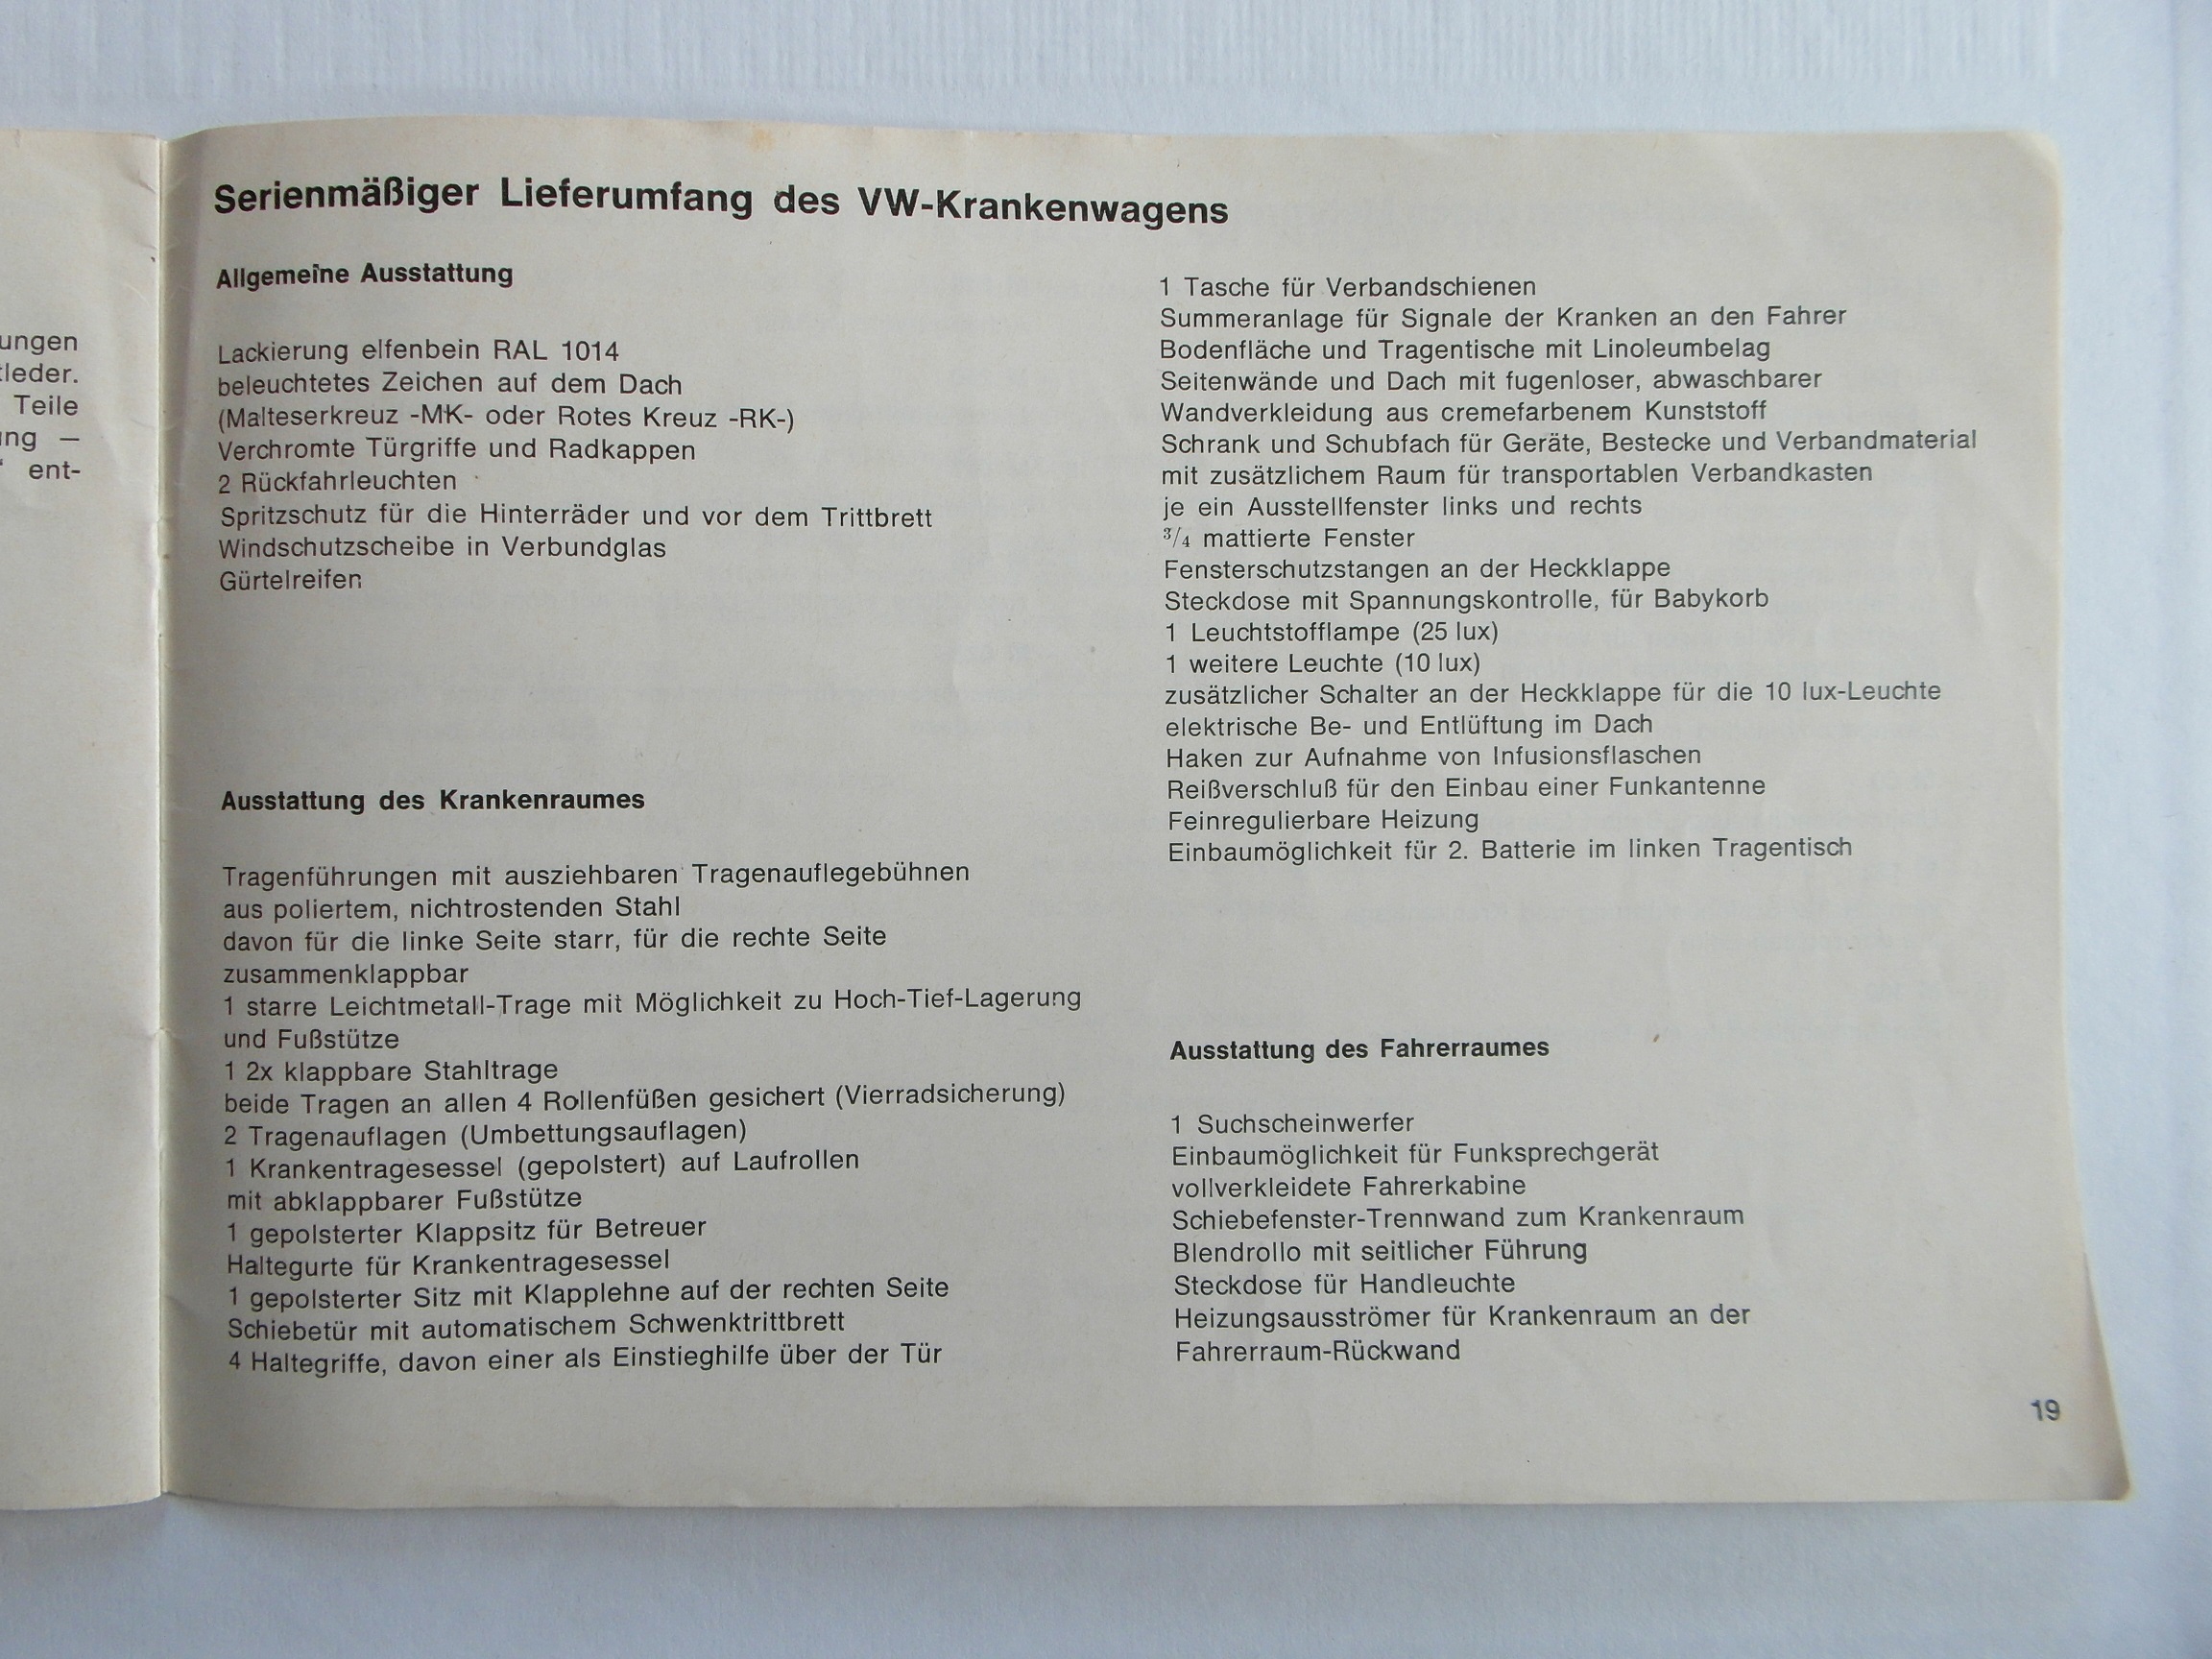 ungen
leder.
Teile
ng —
ent-
Serienmäßiger Lieferumfang des VW-Krankenwagens
Allgemeine Ausstattung
Lackierung elfenbein RAL 1014
beleuchtetes Zeichen auf dem Dach
(Malteserkreuz -MK- oder Rotes Kreuz -RK-)
Verchromte Türgriffe und Radkappen
2 Rückfahrleuchten
Spritzschutz für die Hinterräder und vor dem Trittbrett
Windschutzscheibe in Verbundglas
Gürtelreifen
Ausstattung des Krankenraumes
Tragenführungen mit ausziehbaren Tragenauflegebühnen
aus poliertem, nichtrostenden Stahl
davon für die linke Seite starr, für die rechte Seite
zusammenklappbar
1 starre Leichtmetall-Trage mit Möglichkeit zu Hoch-Tief-Lagerung
und Fußstütze
1 2x klappbare Stahltrage
beide Tragen an allen 4 Rollenfüßen gesichert (Vierradsicherung)
2 Tragenauflagen (Umbettungsauflagen)
1 Krankentragesessel (gepolstert) auf Laufrollen
mit abklappbarer Fußstütze
1 gepolsterter Klappsitz für Betreuer
Haltegurte für Krankentragesessel
1 gepolsterter Sitz mit Klapplehne auf der rechten Seite
Schiebetür mit automatischem Schwenktrittbrett
4 Haltegriffe, davon einer als Einstieghilfe über der Tür
1 Tasche für Verbandschienen
Summeranlage für Signale der Kranken an den Fahrer
Bodenfläche und Tragentische mit Linoleumbelag
Seitenwände und Dach mit fugenloser, abwaschbarer
Wandverkleidung aus cremefarbenem Kunststoff
Schrank und Schubfach für Geräte, Bestecke und Verbandmaterial
mit zusätzlichem Raum für transportablen Verbandkasten
je ein Ausstellfenster links und rechts
3/4 mattierte Fenster
Fensterschutzstangen an der Heckklappe
Steckdose mit Spannungskontrolle, für Babykorb
1 Leuchtstofflampe (25 lux)
1 weitere Leuchte (10 lux)
zusätzlicher Schalter an der Heckklappe für die 10 lux-Leuchte
elektrische Be- und Entlüftung im Dach
Haken zur Aufnahme von Infusionsflaschen
Reißverschluß für den Einbau einer Funkantenne
Feinregulierbare Heizung
Einbaumöglichkeit für 2. Batterie im linken Tragentisch
Ausstattung des Fahrerraumes
1 Suchscheinwerfer
Einbaumöglichkeit für Funksprechgerät
vollverkleidete Fahrerkabine
Schiebefenster-Trennwand zum Krankenraum
Blendrollo mit seitlicher Führung
Steckdose für Handleuchte
Heizungsausströmer für Krankenraum an der
Fahrerraum-Rückwand
19